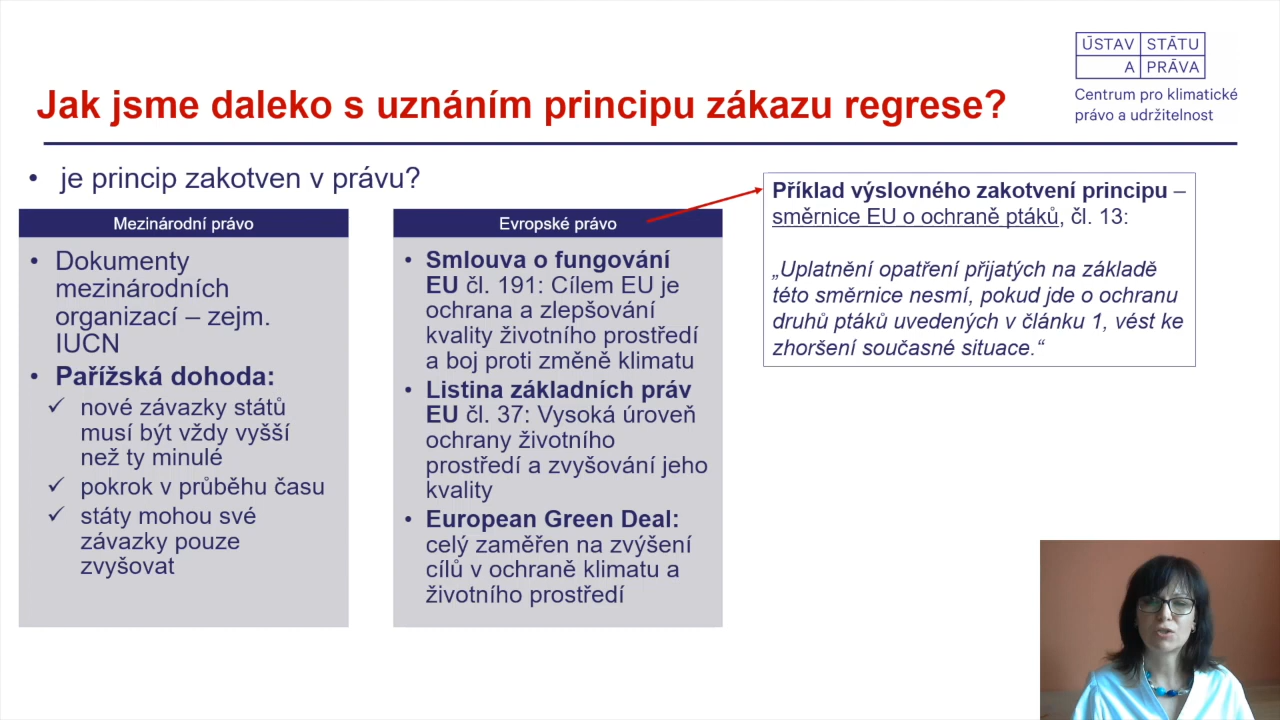 ÚSTAV STÁTU
A PRÁVA
Centrum pro klimatické
právo a udržitelnost
Jak jsme daleko s uznáním principu zákazu regrese?
• je princip zakotven v právu?
Mezinárodní právo
• Dokumenty
mezinárodních
organizací – zejm.
IUCN
• Pařížská dohoda:
✓ nové závazky států
musí být vždy vyšší
než ty minulé
✓ pokrok v průběhu času
✓ státy mohou své
závazky pouze
zvyšovat
Evropské právo
• Smlouva o fungování
EU čl. 191: Cílem EU je
ochrana a zlepšování
kvality životního prostředí
a boj proti změně klimatu
• Listina základních práv
EU čl. 37: Vysoká úroveň
ochrany životního
prostředí a zvyšování jeho
kvality
• European Green Deal:
celý zaměřen na zvýšení
cílů v ochraně klimatu a
životního prostředí
Příklad výslovného zakotvení principu –
směrnice EU o ochraně ptáků, čl. 13:
„Uplatnění opatření přijatých na základě
této směrnice nesmí, pokud jde o ochranu
druhů ptáků uvedených v článku 1, vést ke
zhoršení současné situace.“